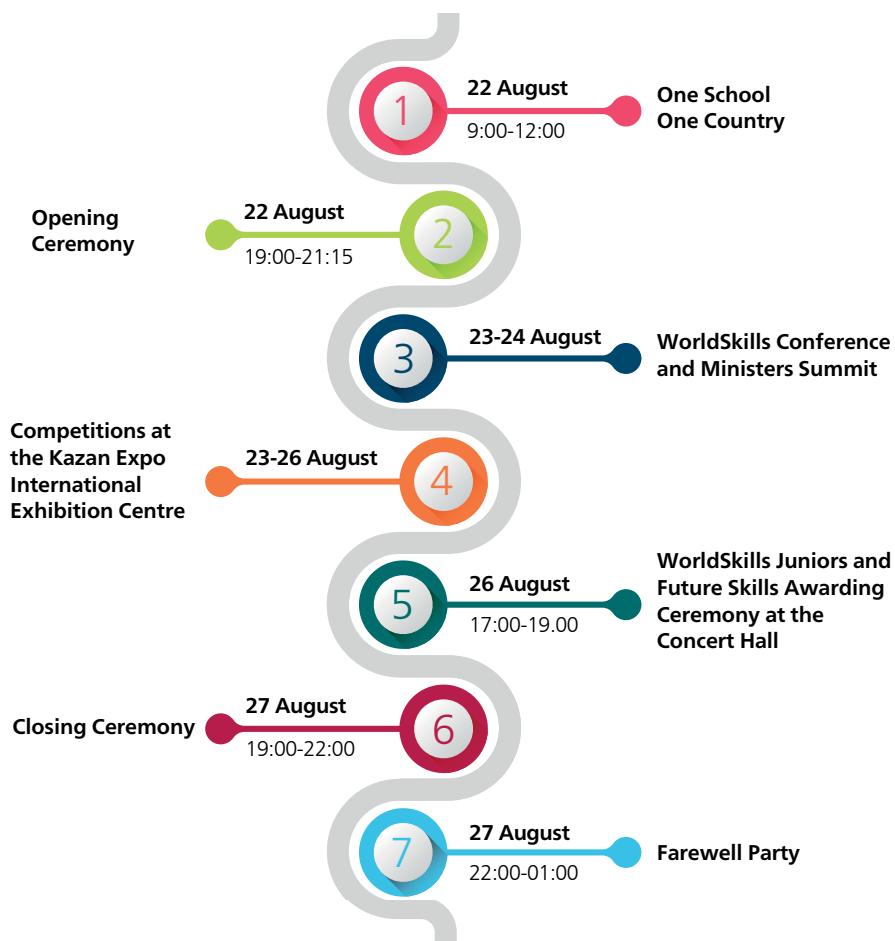 1
22 August
9:00-12:00
One School
One Country
Opening
Ceremony
22 August
19:00-21:15
2
3
23-24 August
WorldSkills Conference
and Ministers Summit
Competitions at
the Kazan Expo
International
Exhibition Centre
23-26 August
4
5
26 August
17:00-19.00
WorldSkills Juniors and
Future Skills Awarding
Ceremony at the
Concert Hall
Closing Ceremony
27 August
19:00-22:00
6
7
27 August
22:00-01:00
Farewell Party